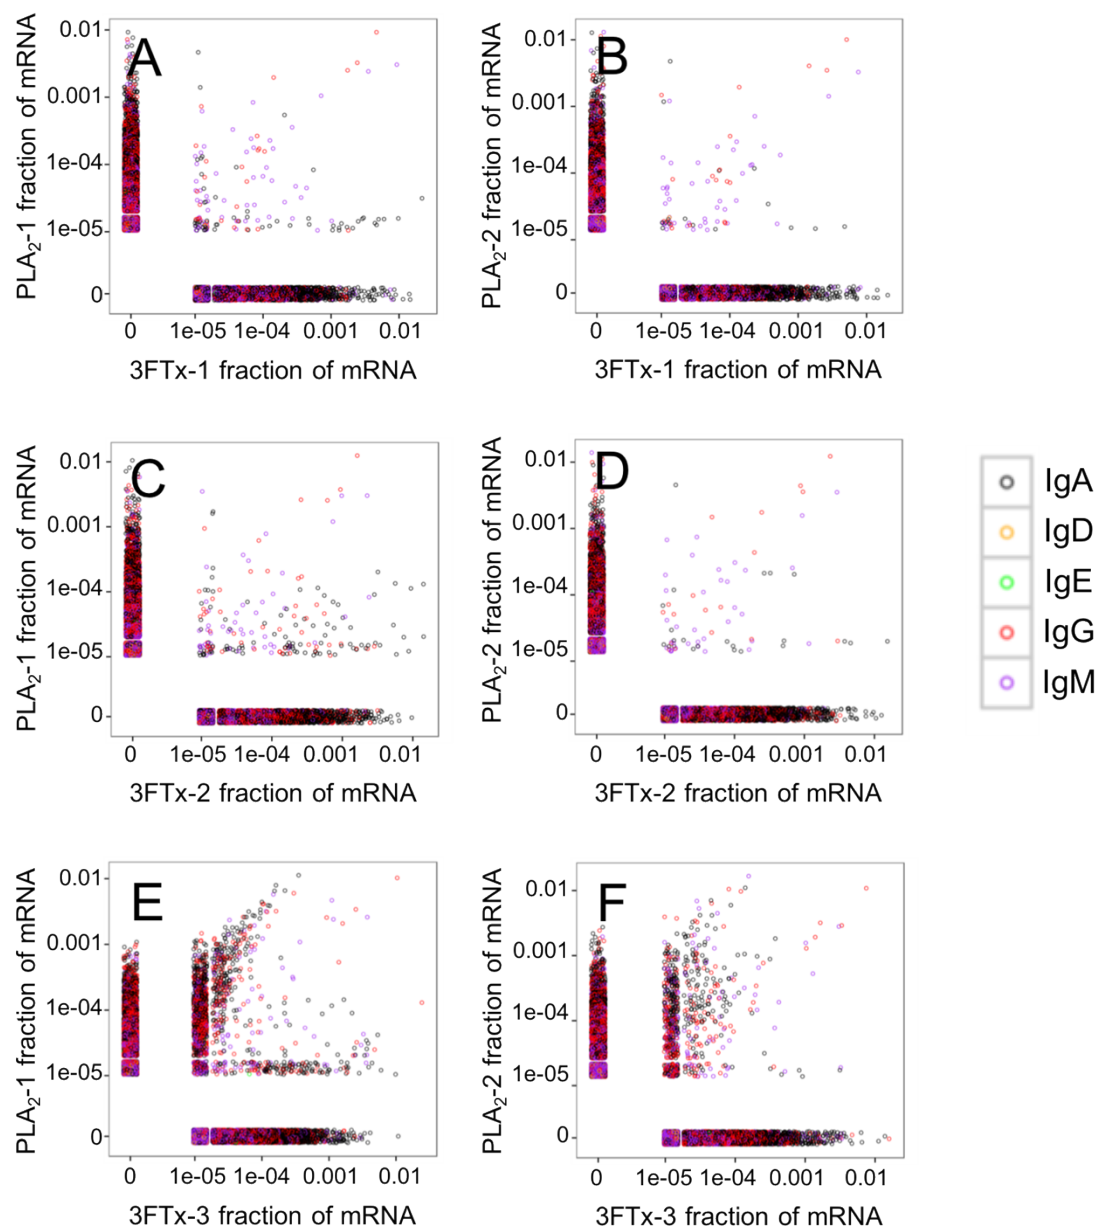 A
PLA₂-1 fraction of mRNA
0.01
0.001
1e-04
1e-05
0
0 1e-05 1e-04 0.001 0.01
3FTx-1 fraction of mRNA
B
PLA₂-2 fraction of mRNA
0.01
0.001
1e-04
1e-05
0
0 1e-05 1e-04 0.001 0.01
3FTx-1 fraction of mRNA
C
PLA₂-1 fraction of mRNA
0.01
0.001
1e-04
1e-05
0
0 1e-05 1e-04 0.001 0.01
3FTx-2 fraction of mRNA
D
PLA₂-2 fraction of mRNA
0.01
0.001
1e-04
1e-05
0
0 1e-05 1e-04 0.001 0.01
3FTx-2 fraction of mRNA
IgA
IgD
IgE
IgG
IgM
E
PLA₂-1 fraction of mRNA
0.01
0.001
1e-04
1e-05
0
0 1e-05 1e-04 0.001 0.01
3FTx-3 fraction of mRNA
F
PLA₂-2 fraction of mRNA
0.01
0.001
1e-04
1e-05
0
0 1e-05 1e-04 0.001 0.01
3FTx-3 fraction of mRNA